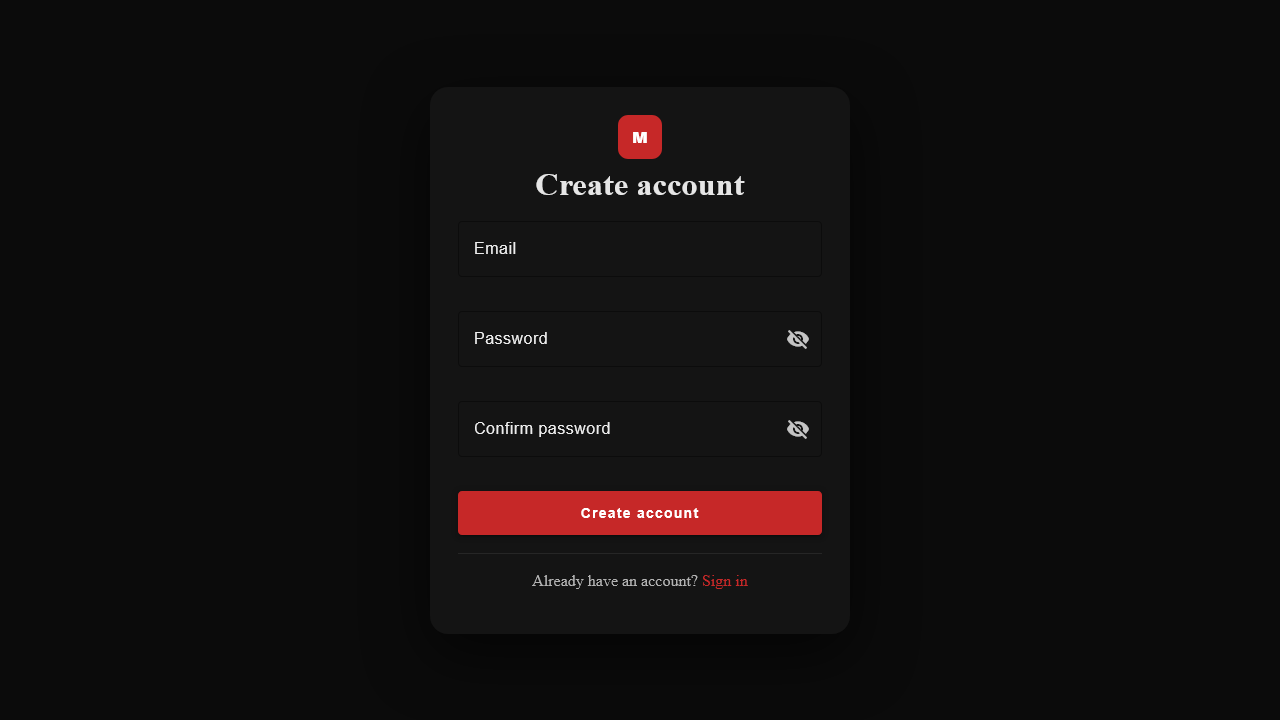 M
Create account
Email
Password
Confirm password
Create account
Already have an account? Sign in